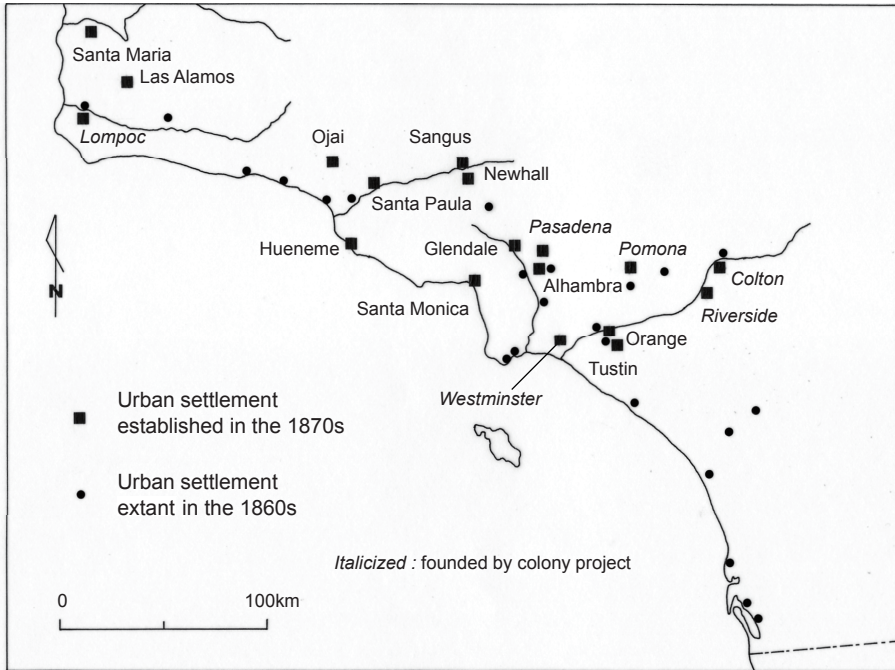 Santa Maria
Las Alamos
Lompoc
Ojai
Sangus
Newhall
Santa Paula
Pasadena
Hueneme
Glendale
Pomona
Colton
Alhambra
Santa Monica
Riverside
Orange
Tustin
Westminster
N
Urban settlement
established in the 1870s
Urban settlement
extant in the 1860s
Italicized : founded by colony project
0
100km